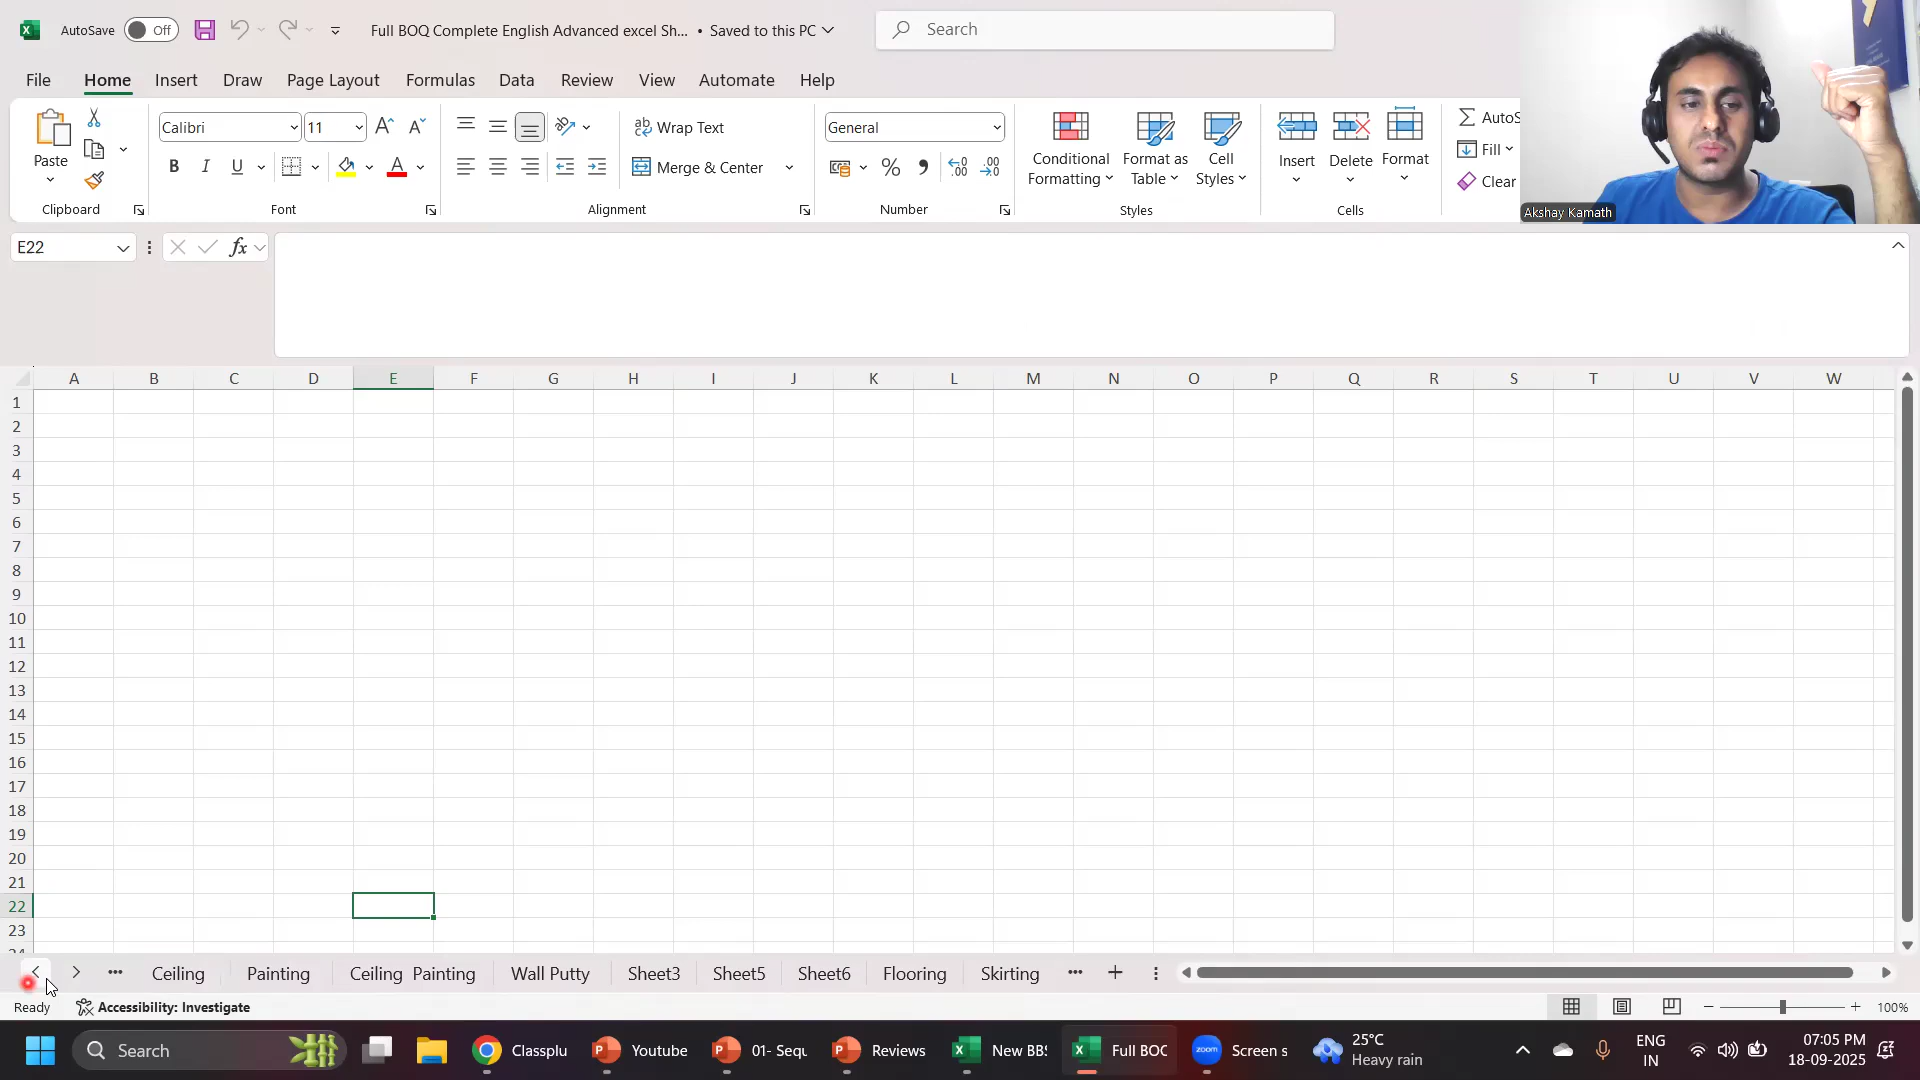 AutoSave Off Full BOQ Complete English Advanced excel Sh... • Saved to this PC Search
File Home Insert Draw Page Layout Formulas Data Review View Automate Help
Paste Calibri 11 Wrap Text General Conditional Formatting Format as Table Cell Styles Insert Delete Format AutoS
Fill
B I U Merge & Center Clear
Clipboard Font Alignment Number Styles Cells
Akshay Kamath
E22 fx
A B C D E F G H I J K L M N O P Q R S T U V W
1
2
3
4
5
6
7
8
9
10
11
12
13
14
15
16
17
18
19
20
21
22
23
Ceiling Painting Ceiling Painting Wall Putty Sheet3 Sheet5 Sheet6 Flooring Skirting
Ready Accessibility: Investigate 100%
Search Classplu Youtube 01- Sequ Reviews New BBS Full BOC zoom Screen s 25°C ENG 07:05 PM
Heavy rain IN 18-09-2025